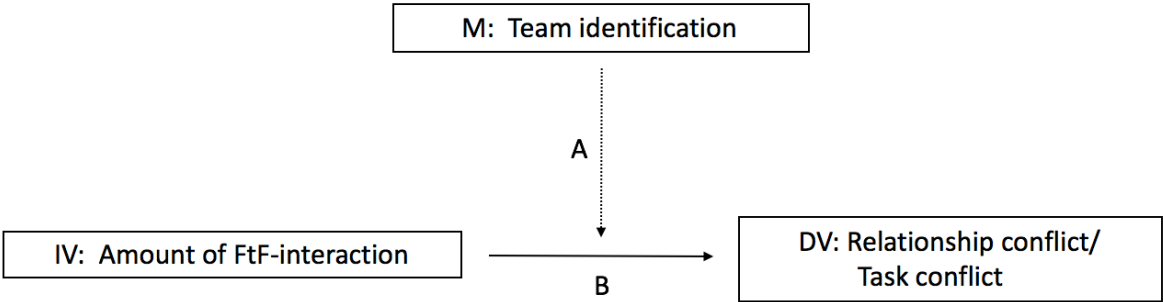 M: Team identification
A
IV: Amount of FtF-interaction
DV: Relationship conflict/
Task conflict
B